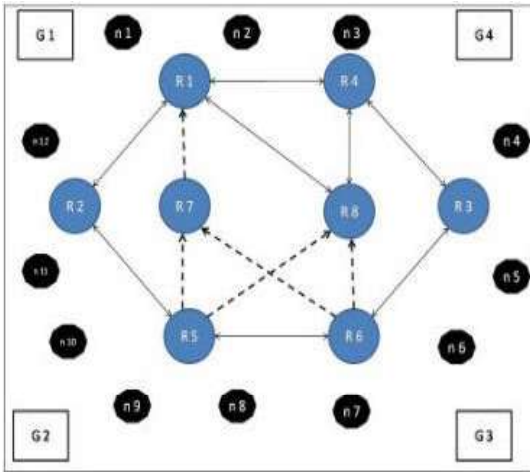 G1 n1 n2 n3 G4
R1 R4
n12 n4
R2 R7 R8 R3
n11 n5
R5 R6
n10 n6
n9 n8 n7
G2 G3